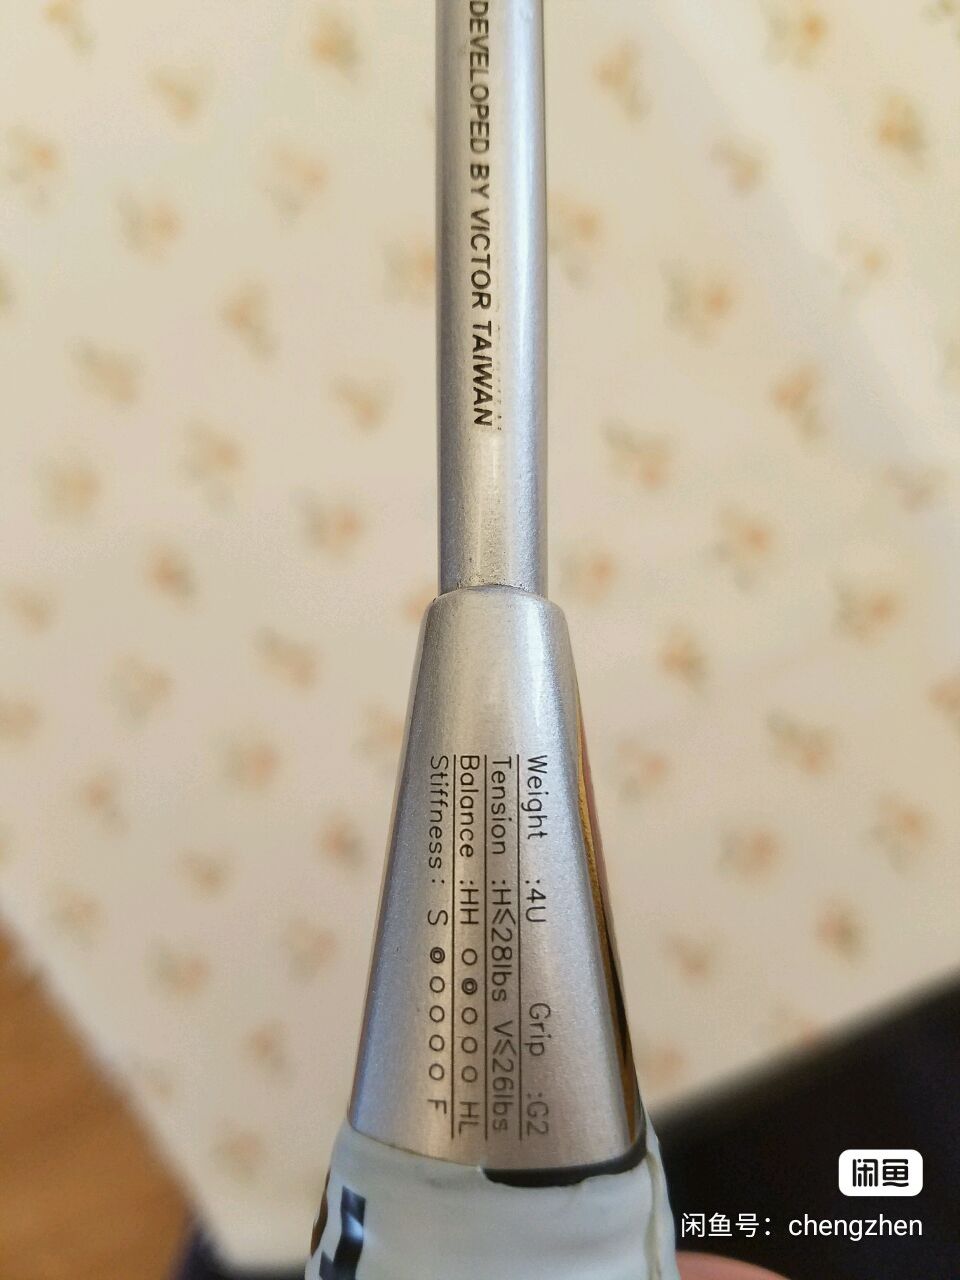 DEVELOPED BY VICTOR TAIWAN
Weight :4U Grip :G2
Tension :H≤28lbs V≤26lbs
Balance :HH ○◎○○○ HL
Stiffness: S ◎○○○○ F
闲鱼
闲鱼号：chengzhen